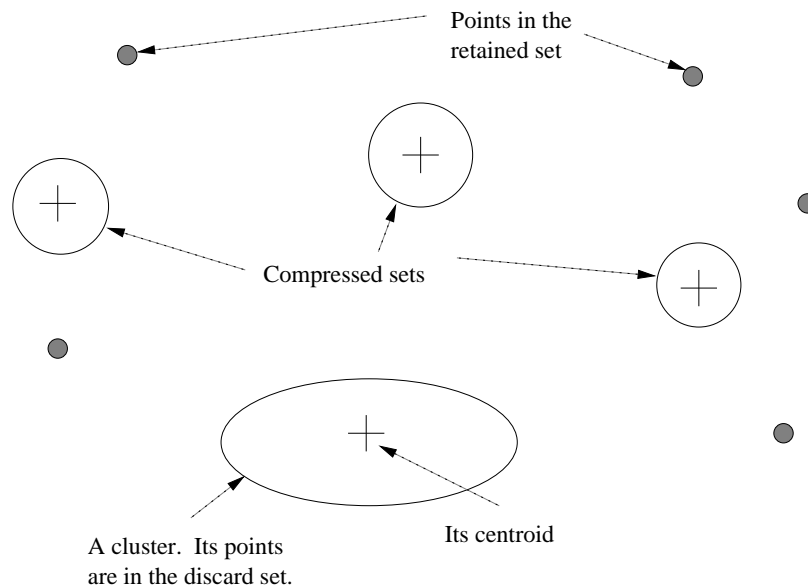 Points in the
retained set
Compressed sets
Its centroid
A cluster.  Its points
are in the discard set.